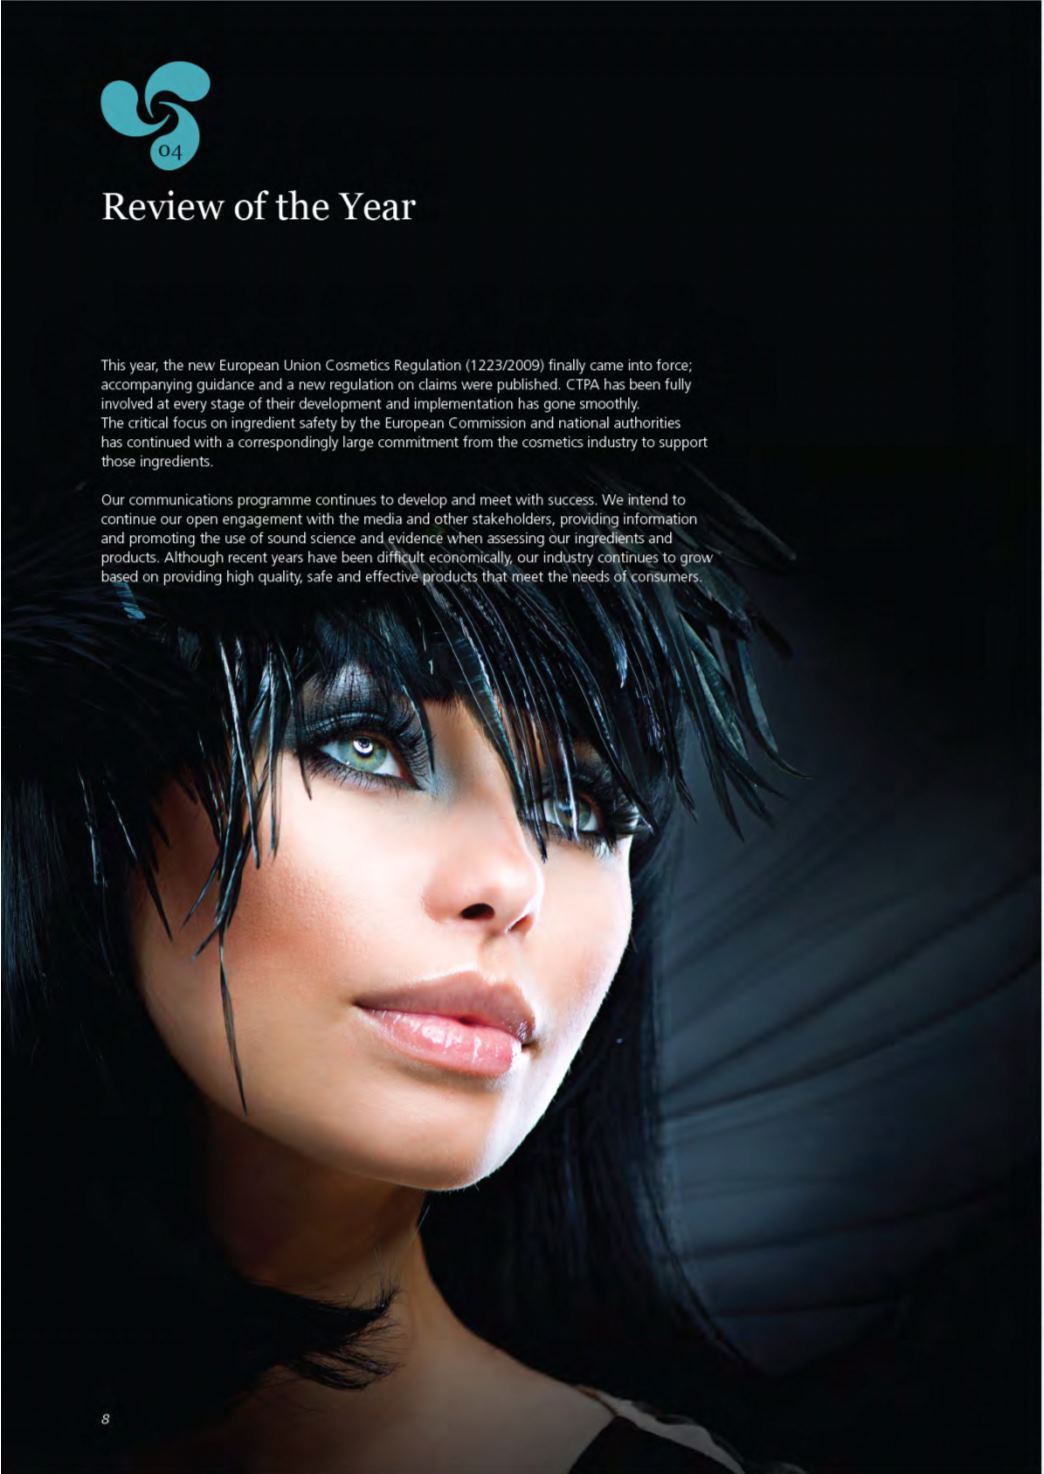 04
Review of the Year
This year, the new European Union Cosmetics Regulation (1223/2009) finally came into force;
accompanying guidance and a new regulation on claims were published. CTPA has been fully
involved at every stage of their development and implementation has gone smoothly.
The critical focus on ingredient safety by the European Commission and national authorities
has continued with a correspondingly large commitment from the cosmetics industry to support
those ingredients.
Our communications programme continues to develop and meet with success. We intend to
continue our open engagement with the media and other stakeholders, providing information
and promoting the use of sound science and evidence when assessing our ingredients and
products. Although recent years have been difficult economically, our industry continues to grow
based on providing high quality, safe and effective products that meet the needs of consumers.
8